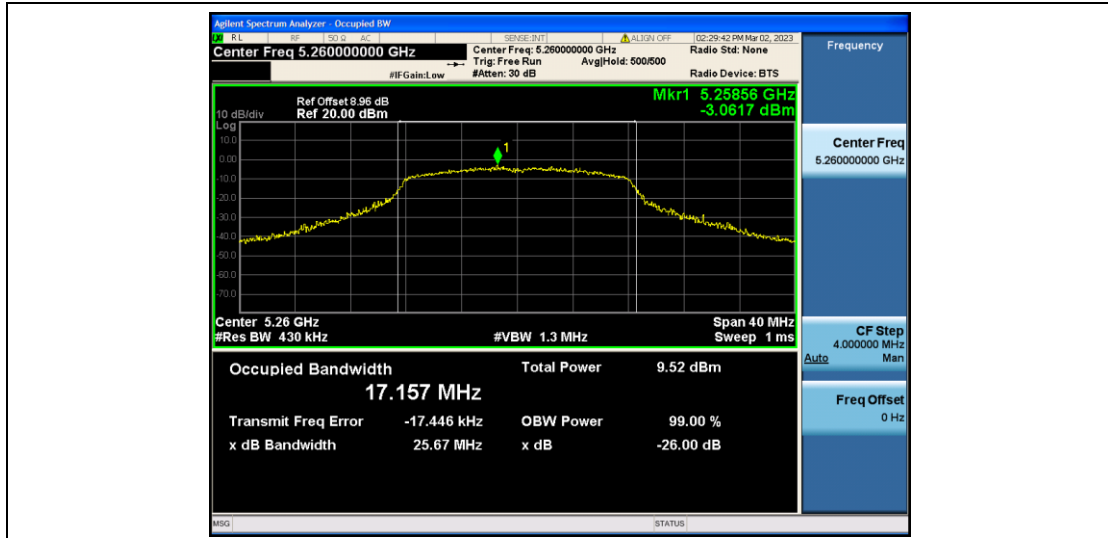 Agilent Spectrum Analyzer - Occupied BW
RL RF 50 Ω AC SENSE:INT ALIGN OFF 02:29:42 PM Mar 02, 2023
Center Freq 5.260000000 GHz
Center Freq: 5.260000000 GHz
Radio Std: None
Trig: Free Run Avg|Hold: 500/500
#IFGain:Low #Atten: 30 dB Radio Device: BTS
Frequency
Ref Offset 8.96 dB
Mkr1 5.25856 GHz
10 dB/div Ref 20.00 dBm
-3.0617 dBm
Log
10.0
0.00
-10.0
-20.0
-30.0
-40.0
-50.0
-60.0
-70.0
1
Center 5.26 GHz Span 40 MHz
#Res BW 430 kHz #VBW 1.3 MHz Sweep 1 ms
Occupied Bandwidth Total Power 9.52 dBm
17.157 MHz
Transmit Freq Error -17.446 kHz OBW Power 99.00 %
x dB Bandwidth 25.67 MHz x dB -26.00 dB
Center Freq
5.260000000 GHz
CF Step
4.000000 MHz
Auto Man
Freq Offset
0 Hz
MSG STATUS